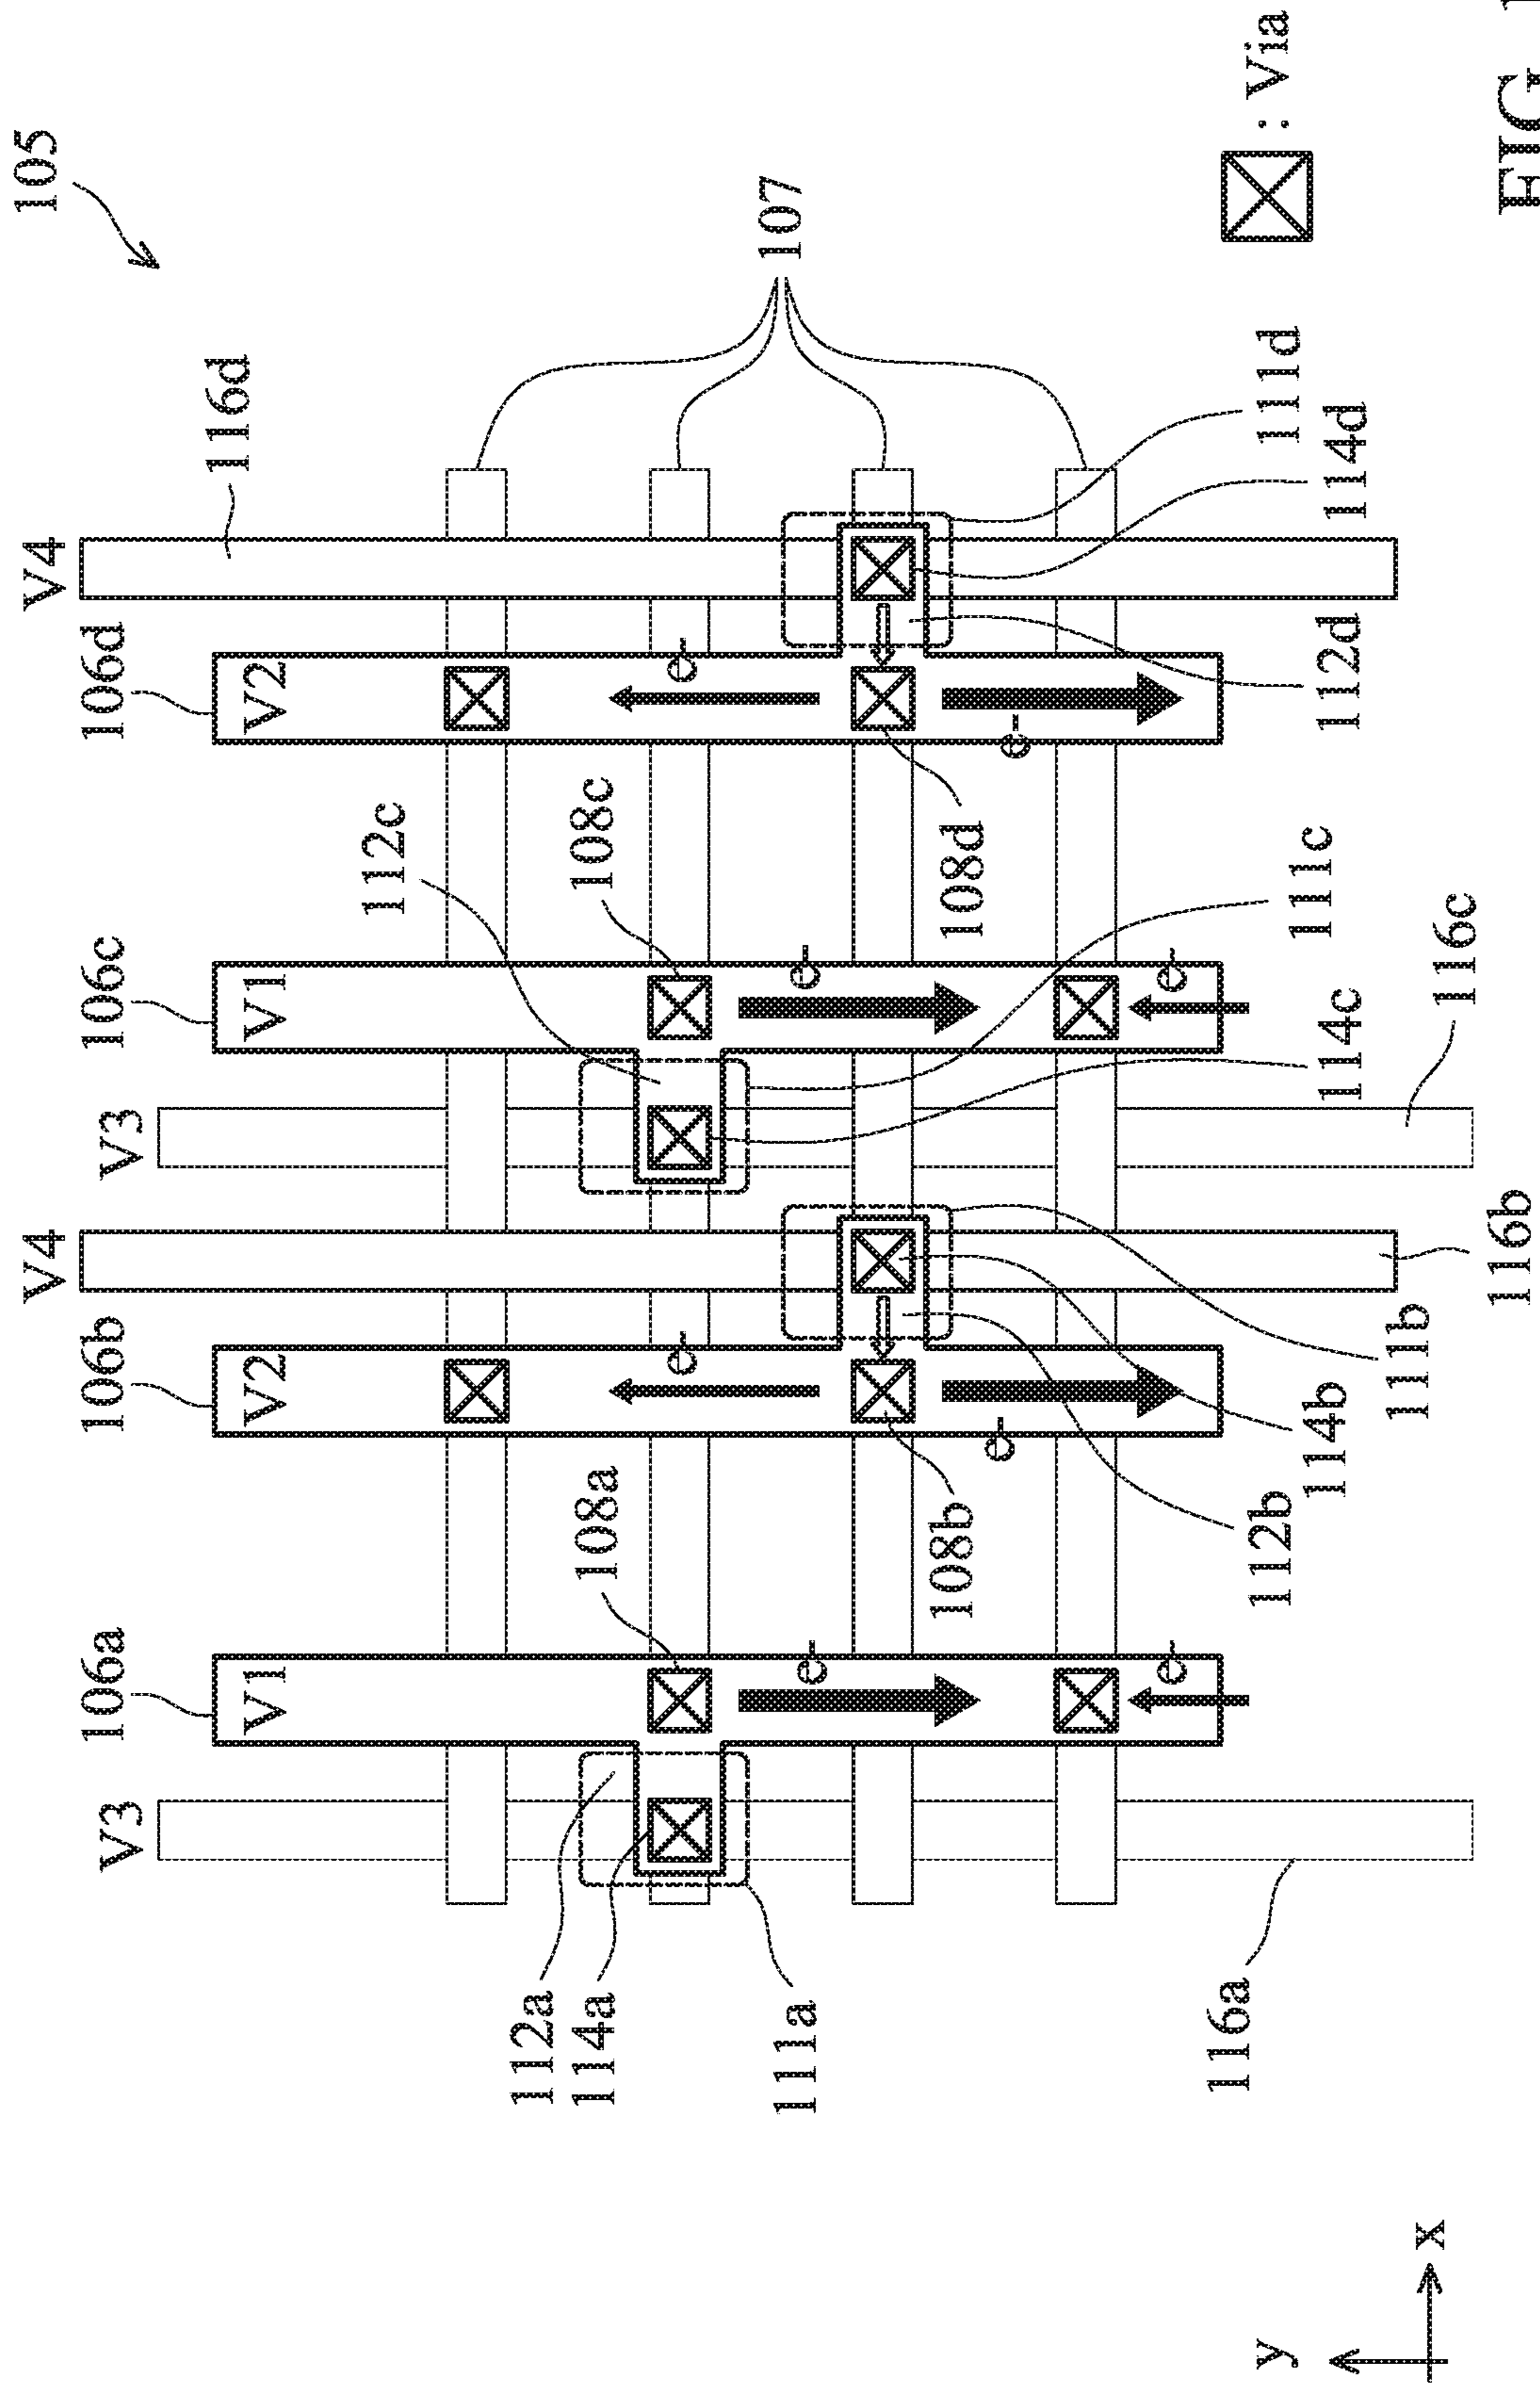 105
V4
V4
106a
106b
106c
106d
V3
V3
116d
V1
V2
V1
V2
112c
112a
114a
108a
108c
e-
e-
107
111a
e-
e-
108b
108d
e-
e-
e-
e-
116a
112b
: Via
111d
y
111c
114b
114c
112d
114d
111b
x
116c
116b
FIG